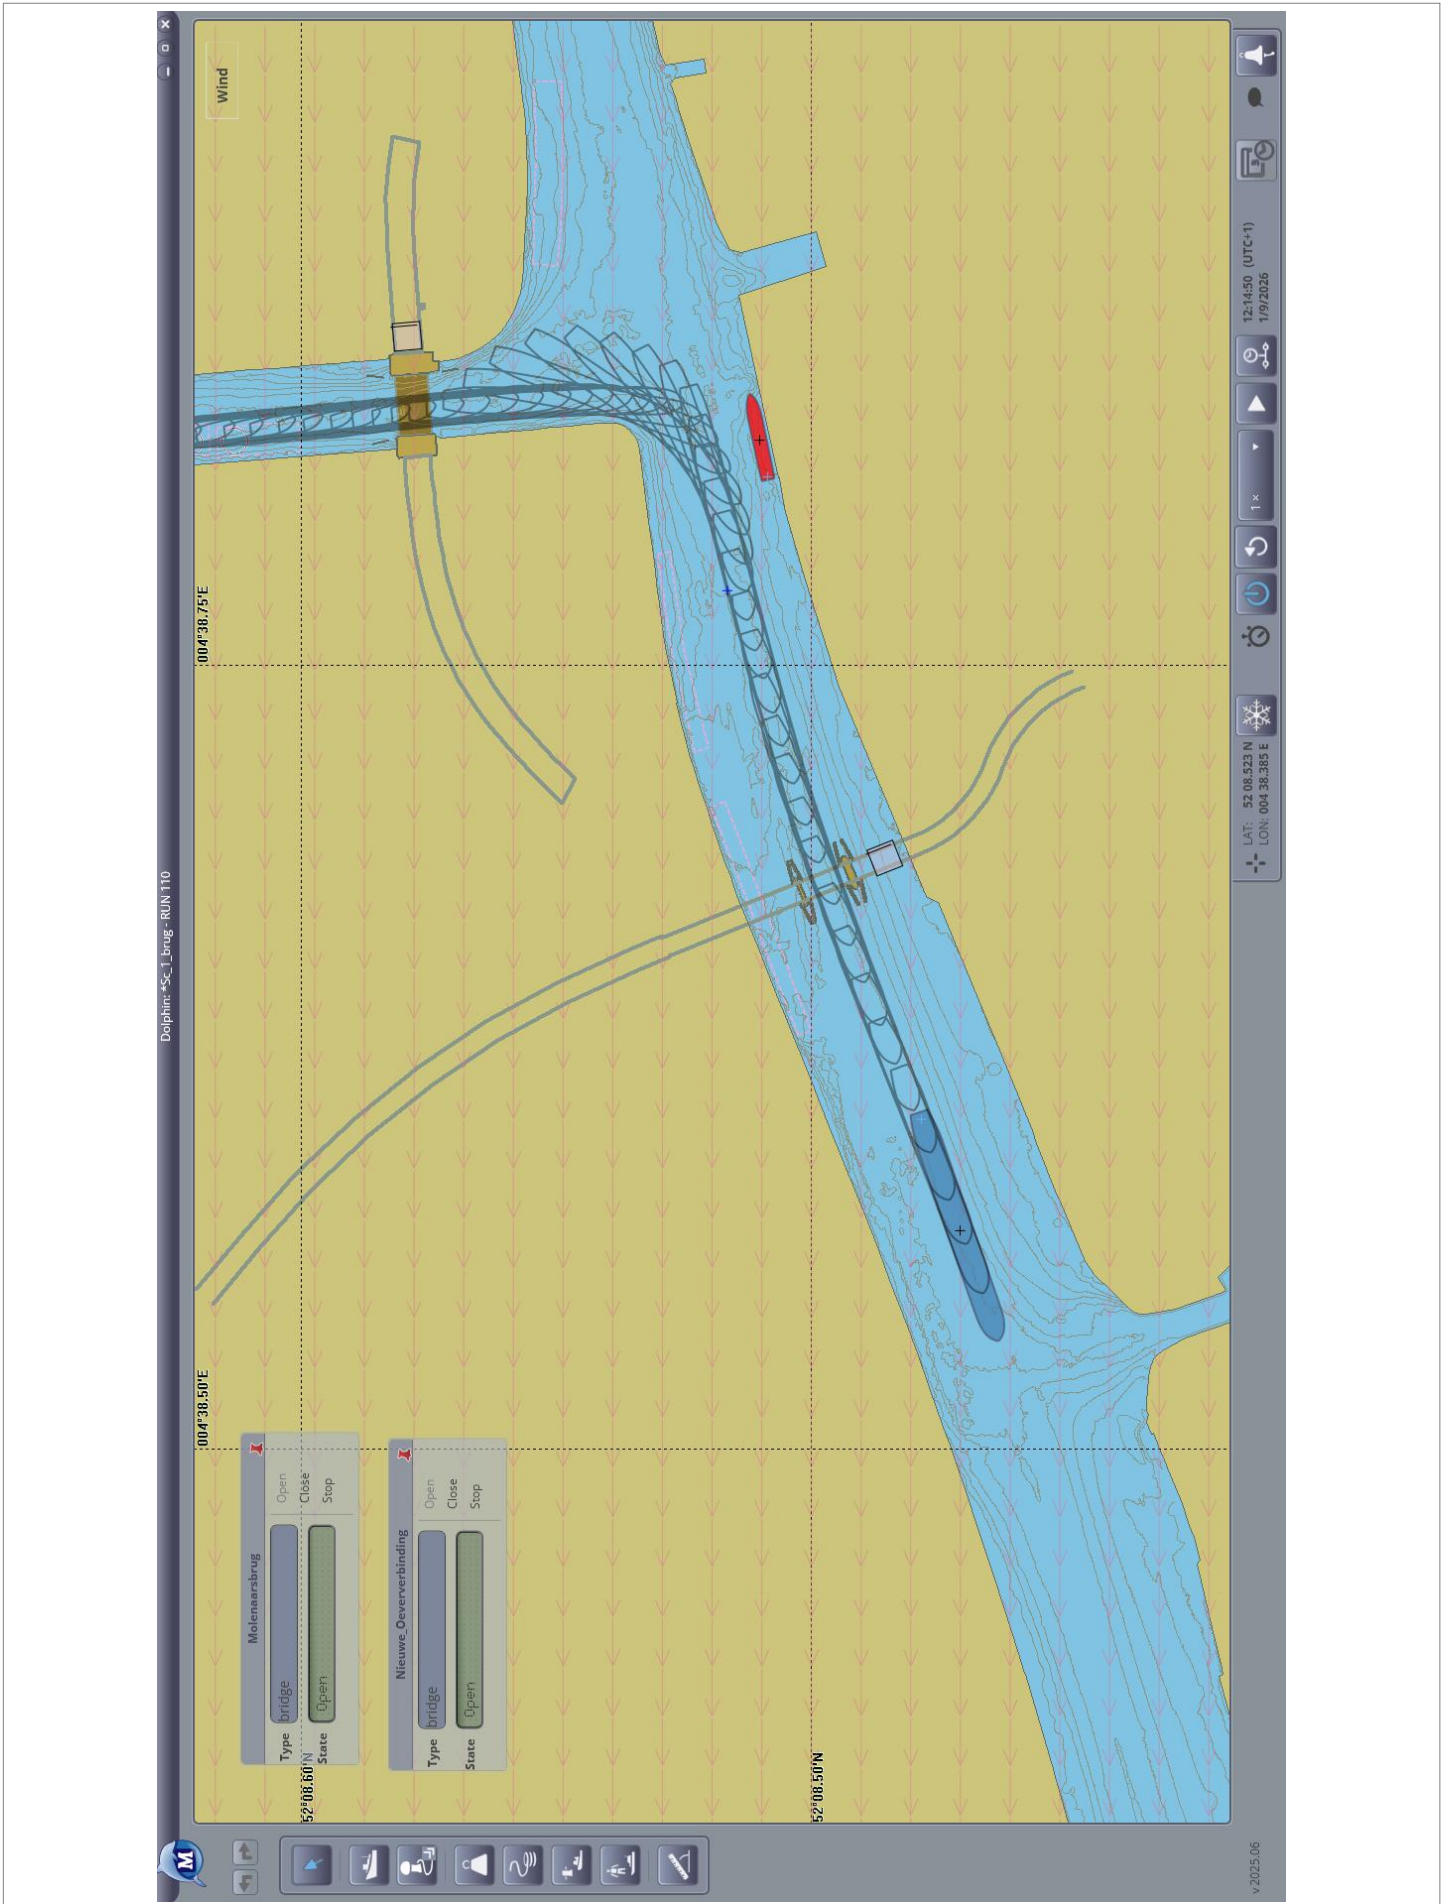 Dolphin: *Sc_1_brug - RUN 110
M
Wind
004°38.50'E
004°38.75'E
52°08.60'N
52°08.50'N
Molenaarsbrug
Type
bridge
Open
Close
State
Open
Stop
Nieuwe_Oeververbinding
Type
bridge
Open
Close
State
Open
Stop
v 2025.06
LAT: 52 08.523 N
LON: 004 38.385 E
1 ×
12:14:50 (UTC+1)
1/9/2026